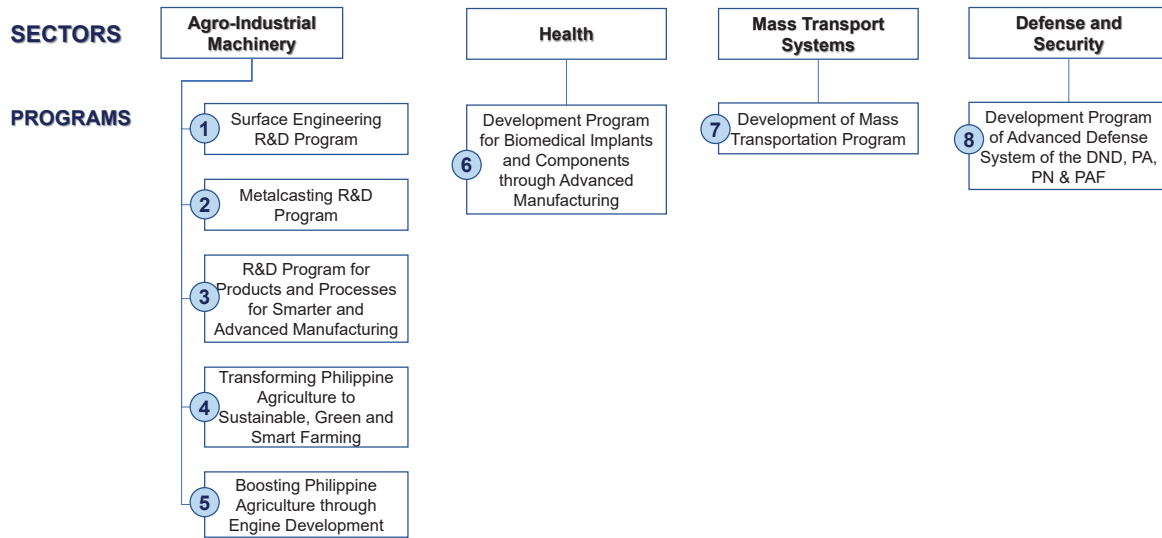 SECTORS
Agro-Industrial
Machinery
Health
Mass Transport
Systems
Defense and
Security
PROGRAMS
1
Surface Engineering
R&D Program
2
Metalcasting R&D
Program
3
R&D Program for
Products and Processes
for Smarter and
Advanced Manufacturing
4
Transforming Philippine
Agriculture to
Sustainable, Green and
Smart Farming
5
Boosting Philippine
Agriculture through
Engine Development
6
Development Program
for Biomedical Implants
and Components
through Advanced
Manufacturing
7
Development of Mass
Transportation Program
8
Development Program
of Advanced Defense
System of the DND, PA,
PN & PAF